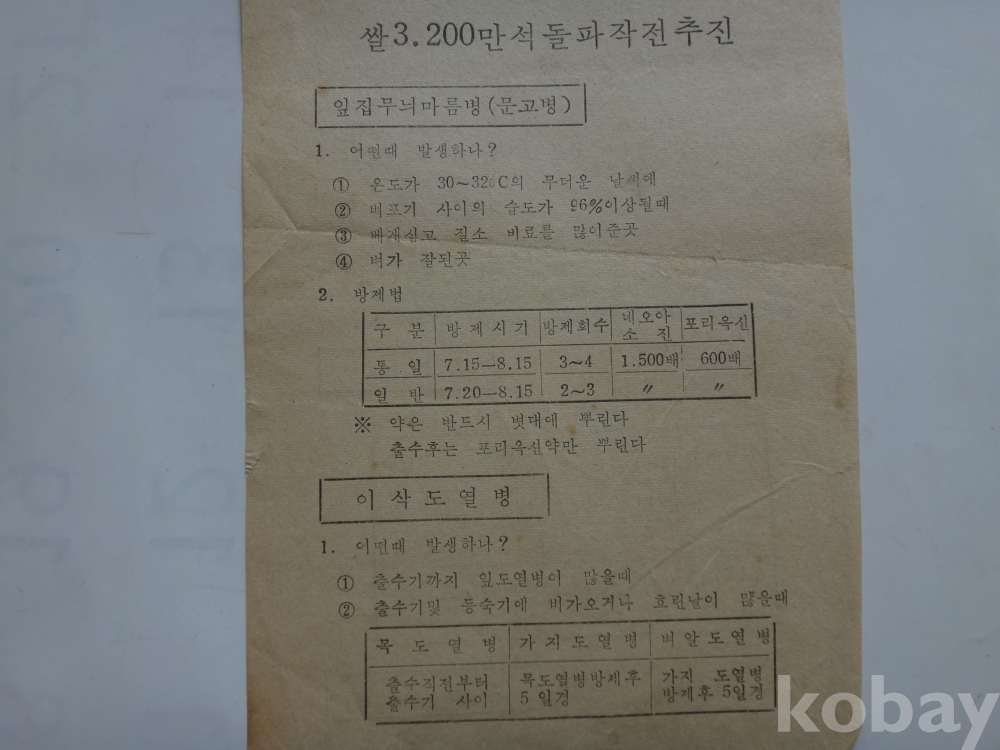 쌀3.200만석돌파작전추진
잎집무늬마름병(문고병)
1. 어떤때 발생하나?
① 온도가 30~32°C의 무더운 날씨에
② 벼포기 사이의 습도가 96%이상될때
③ 베게심고 질소 비료를 많이준곳
④ 벼가 잘된곳
2. 방제법
구 분 방제시기 방제회수 네오아소진 포리옥신
통 일 7.15—8.15 3~4 1.500배 600배
일 반 7.20—8.15 2~3 〃 〃
※ 약은 반드시 볏대에 뿌린다
출수후는 포리옥신약만 뿌린다
이삭도열병
1. 어떤때 발생하나?
① 출수기까지 잎도열병이 많을때
② 출수기및 등숙기에 비가오거나 흐린날이 많을때
목 도 열 병 가지도열병 벼알도열병
출수직전부터 목도열병방제후 가지 도열병
출수기 사이 5일경 방제후 5일경
kobay